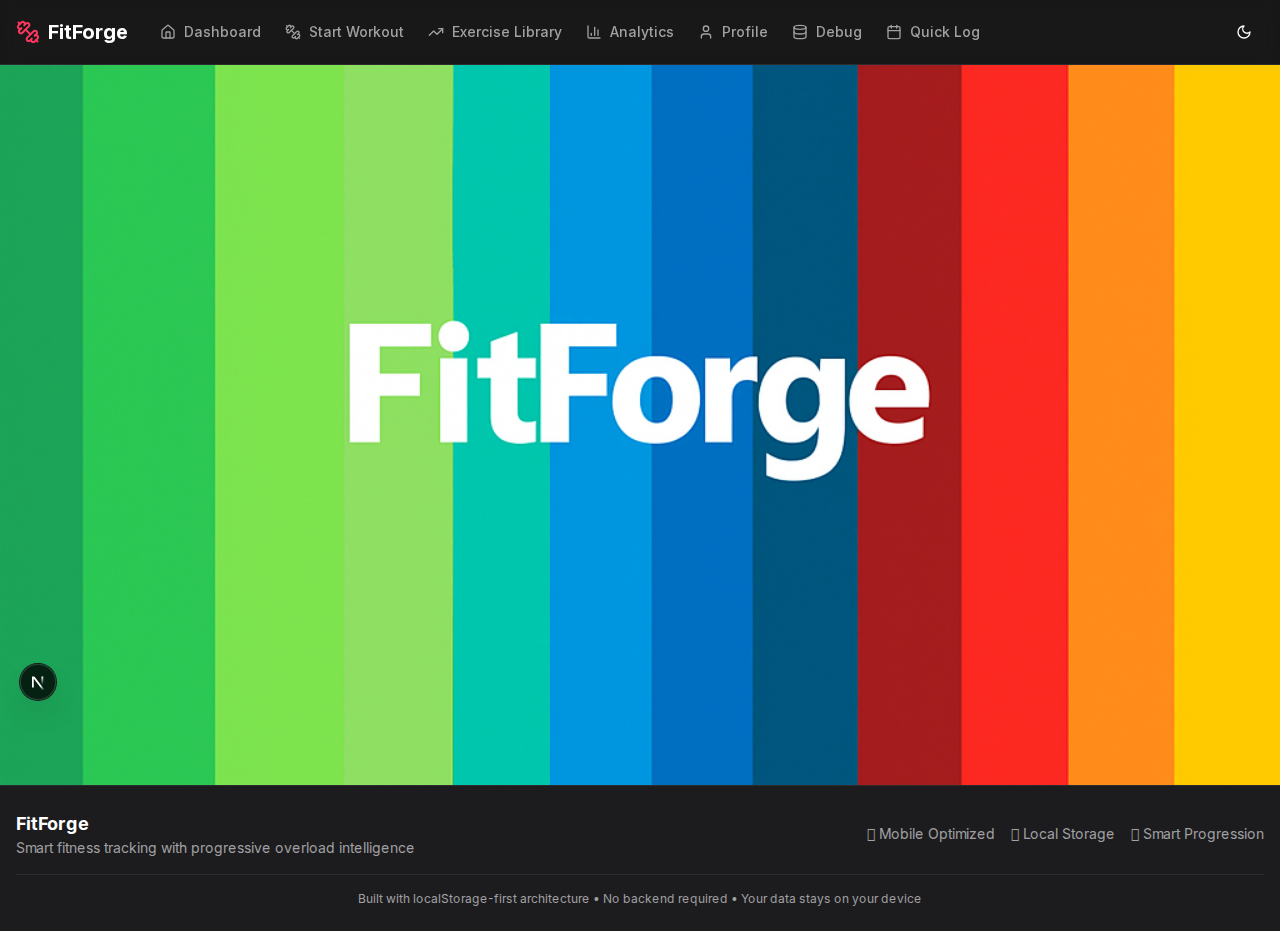 FitForge
Dashboard
Start Workout
Exercise Library
Analytics
Profile
Debug
Quick Log
FitForge
N
FitForge
Smart fitness tracking with progressive overload intelligence
Mobile Optimized
Local Storage
Smart Progression
Built with localStorage-first architecture • No backend required • Your data stays on your device